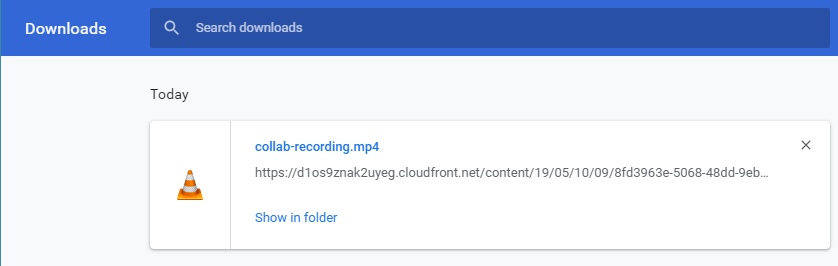 Downloads
Search downloads
Today
collab-recording.mp4
https://d1os9znak2uyeg.cloudfront.net/content/19/05/10/09/8fd3963e-5068-48dd-9eb...
Show in folder